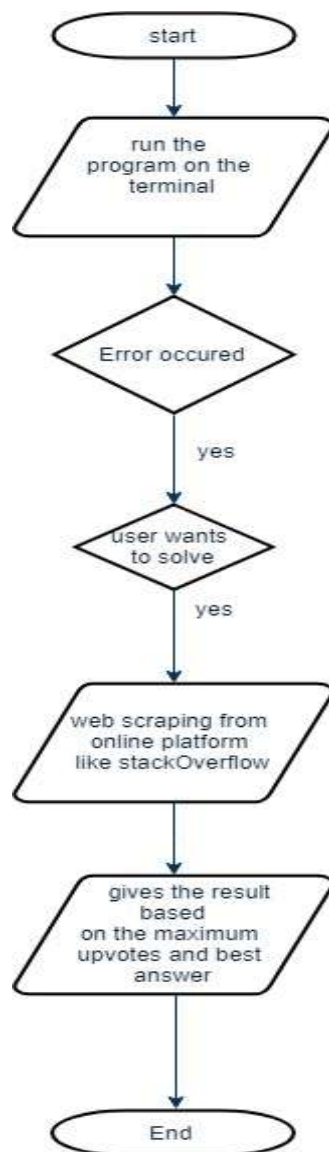 start
run the
program on the
terminal
Error occured
yes
user wants
to solve
yes
web scraping from
online platform
like stackOverflow
gives the result
based
on the maximum
upvotes and best
answer
End